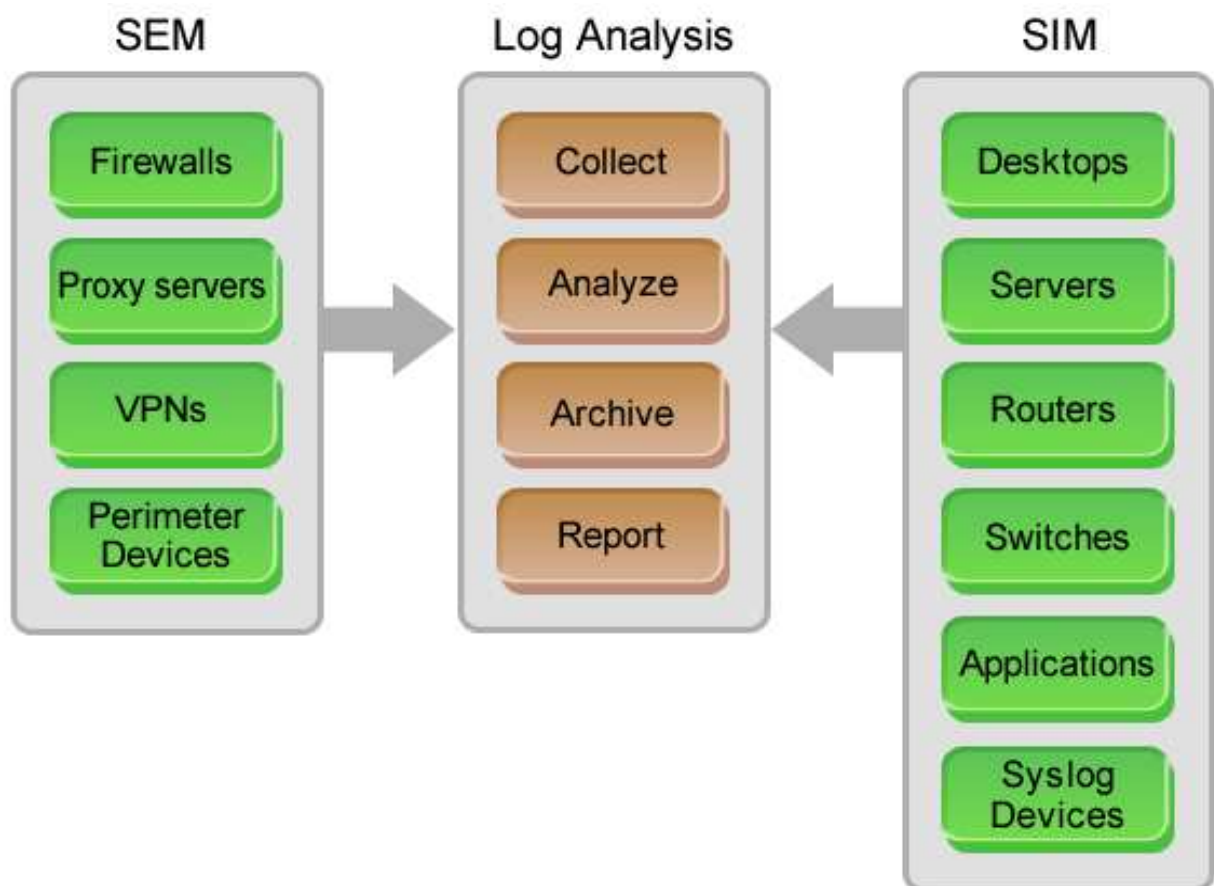 SEM
Firewalls
Proxy servers
VPNs
Perimeter
Devices
Log Analysis
Collect
Analyze
Archive
Report
SIM
Desktops
Servers
Routers
Switches
Applications
Syslog
Devices